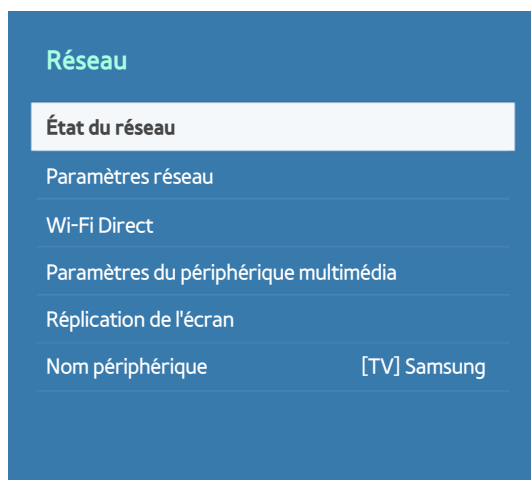 Réseau
État du réseau
Paramètres réseau
Wi-Fi Direct
Paramètres du périphérique multimédia
Réplication de l'écran
Nom périphérique [TV] Samsung